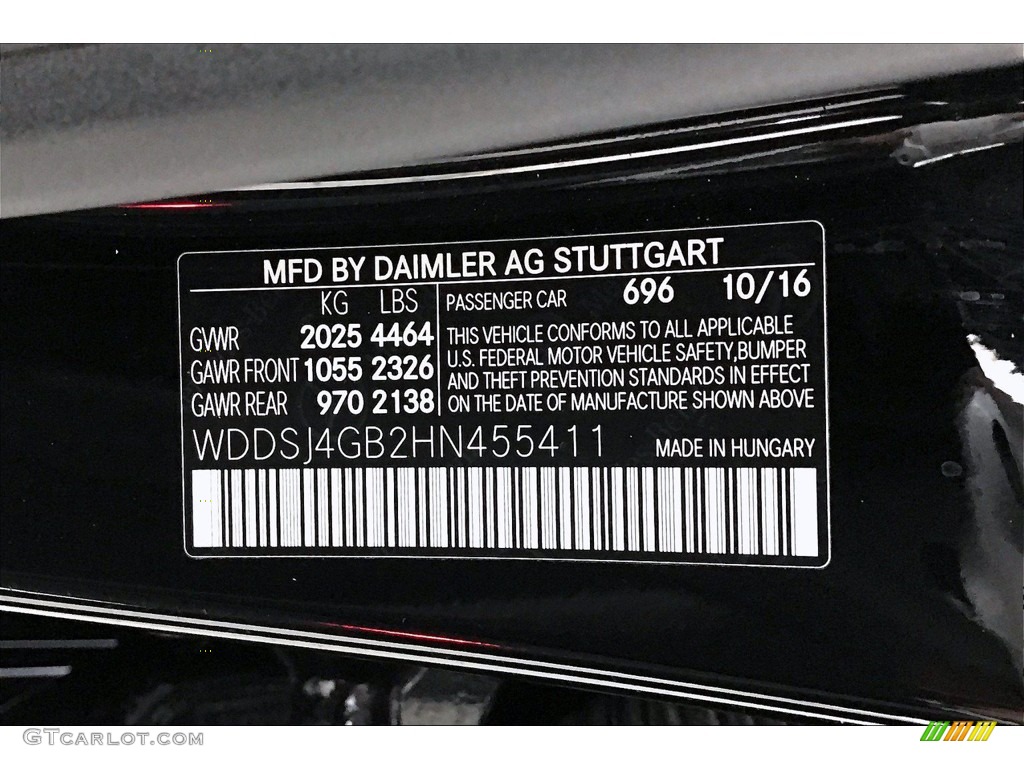 MFD BY DAIMLER AG STUTTGART
KG LBS
GVWR 2025 4464
GAWR FRONT 1055 2326
GAWR REAR 970 2138
PASSENGER CAR 696 10/16
THIS VEHICLE CONFORMS TO ALL APPLICABLE
U.S. FEDERAL MOTOR VEHICLE SAFETY,BUMPER
AND THEFT PREVENTION STANDARDS IN EFFECT
ON THE DATE OF MANUFACTURE SHOWN ABOVE
WDDSJ4GB2HN455411 MADE IN HUNGARY
GTcarlot.com